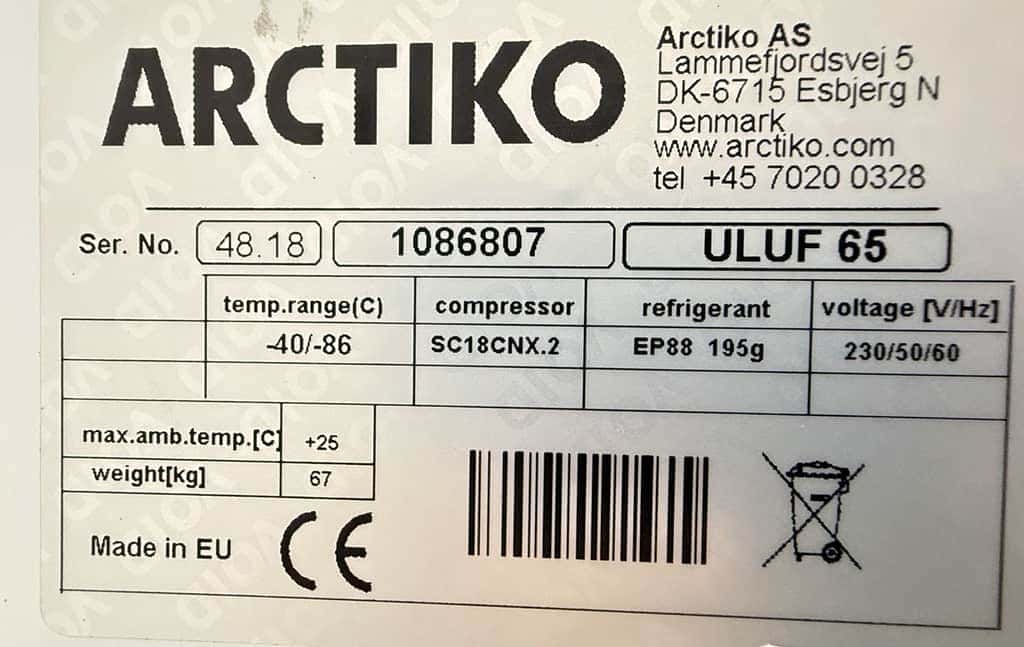 ARCTIKO
Arctiko AS
Lammefjordsvej 5
DK-6715 Esbjerg N
Denmark
www.arctiko.com
tel +45 7020 0328
Ser. No. 48.18 1086807 ULUF 65
temp.range(C) compressor refrigerant voltage [V/Hz]
-40/-86 SC18CNX.2 EP88 195g 230/50/60
max.amb.temp.[C] +25
weight[kg] 67
Made in EU CE
VOID